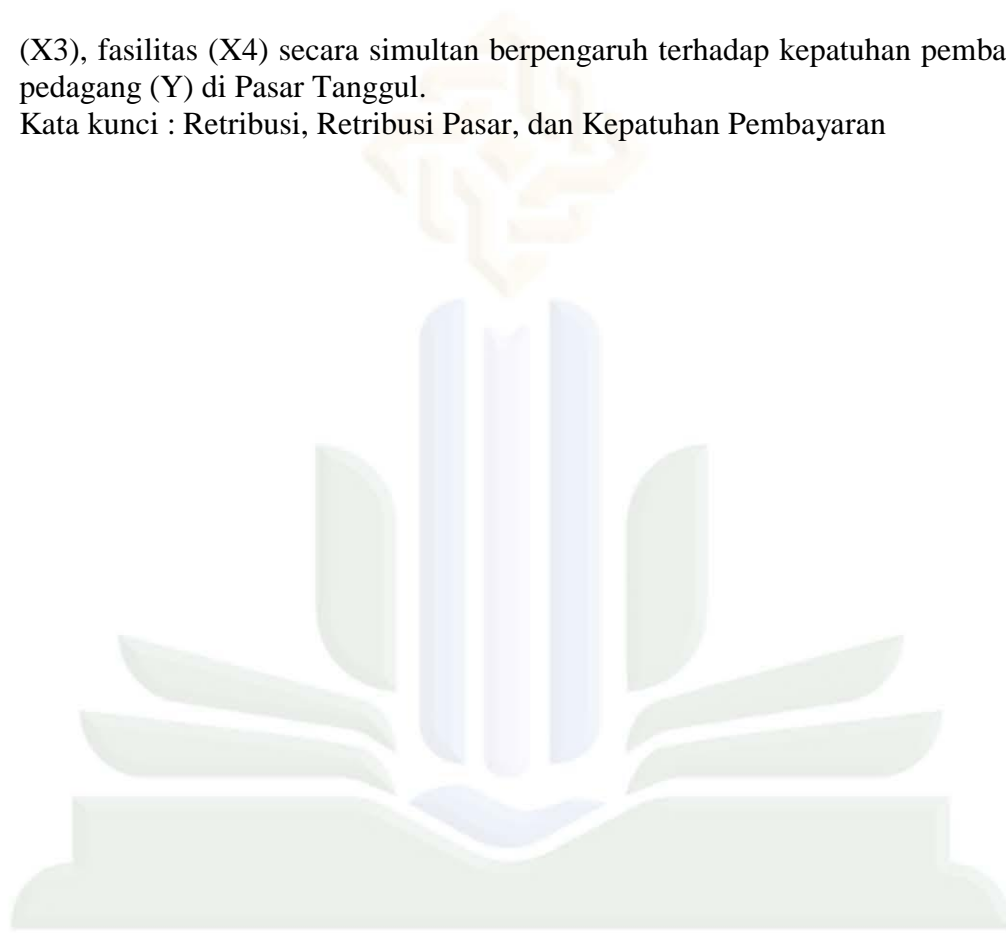 (X3), fasilitas (X4) secara simultan berpengaruh terhadap kepatuhan pemba
pedagang (Y) di Pasar Tanggul.
Kata kunci : Retribusi, Retribusi Pasar, dan Kepatuhan Pembayaran